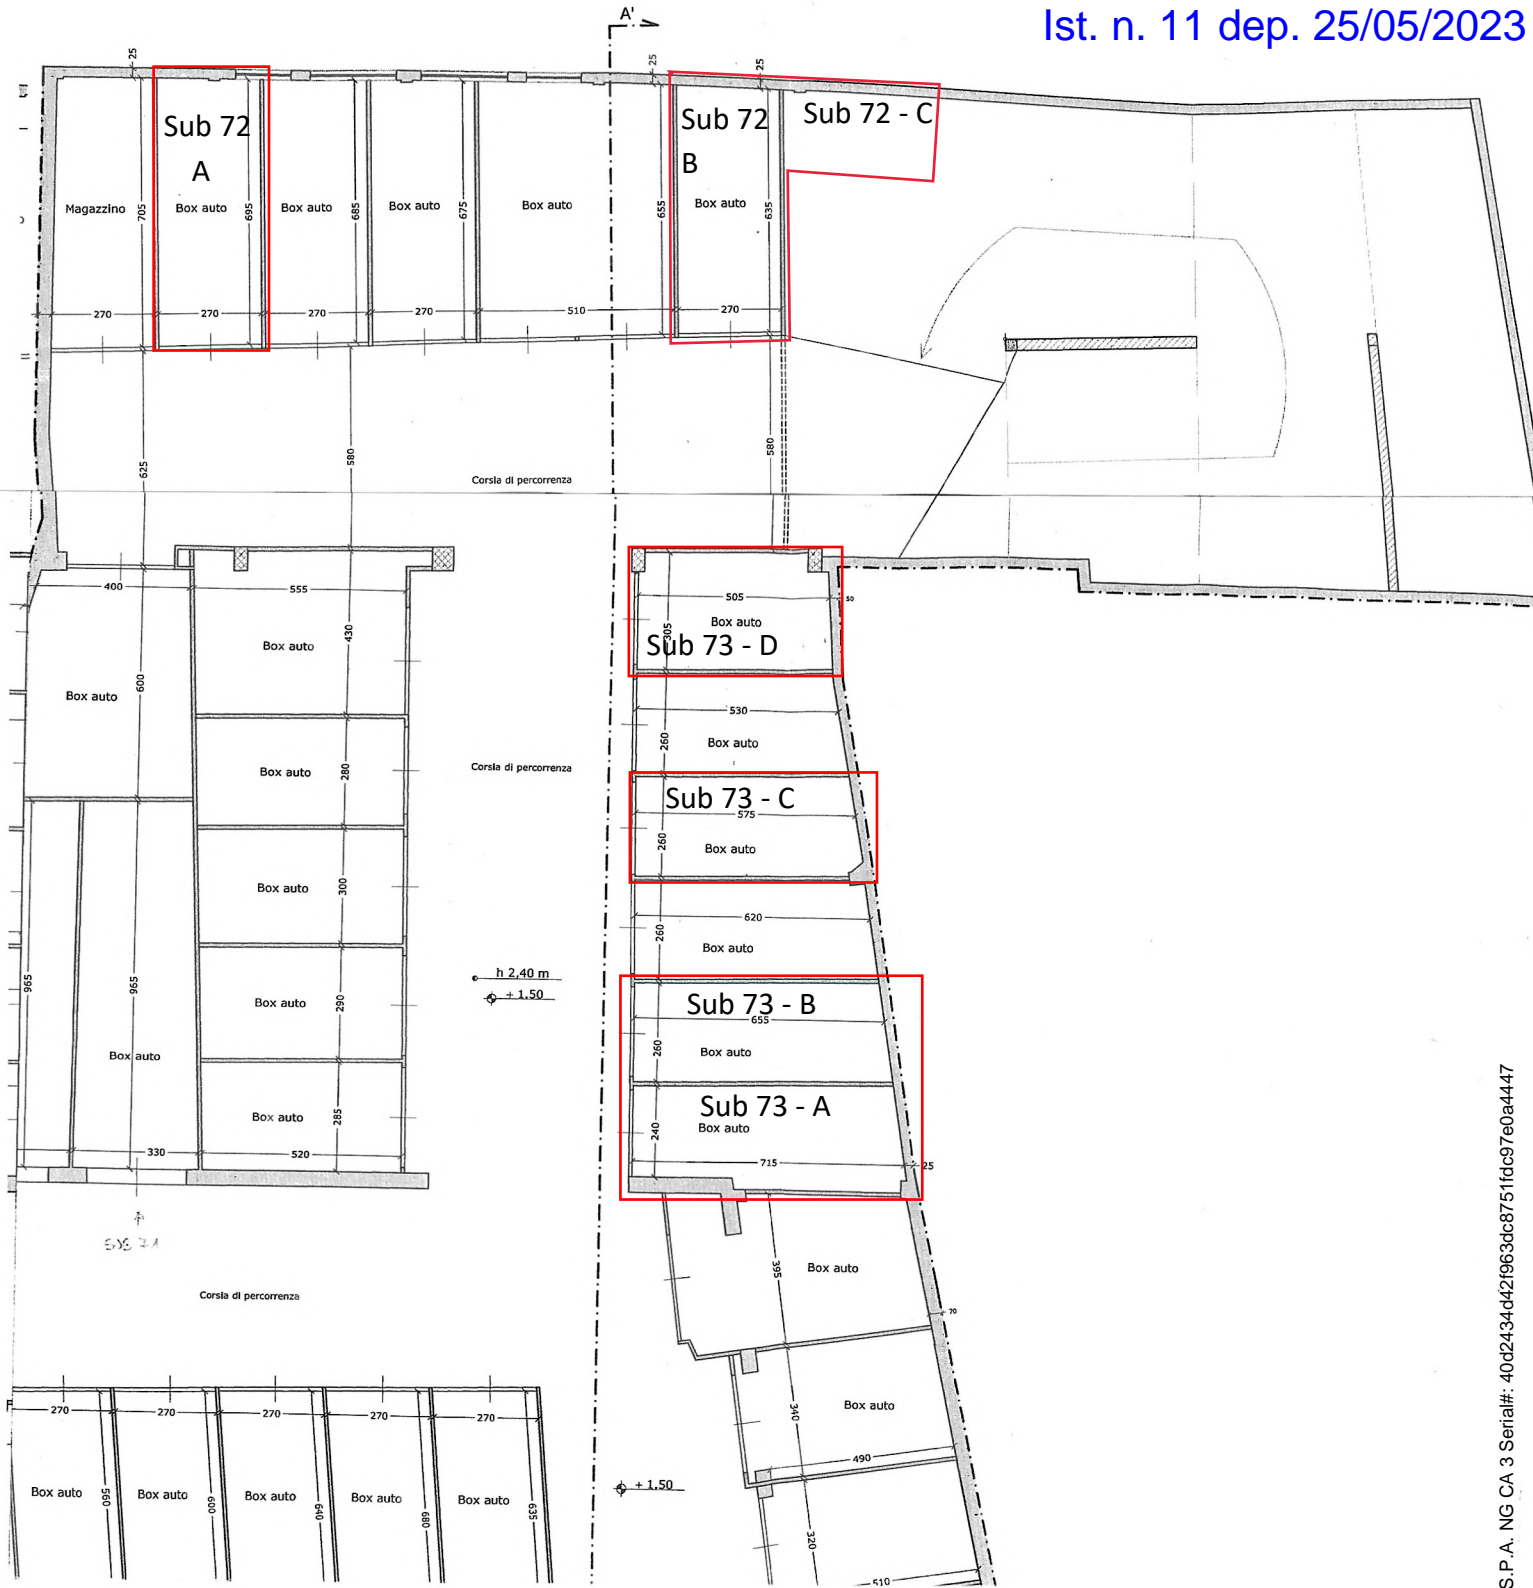 Ist. n. 11 dep. 25/05/2023
A'
25
25
25
Sub 72
A
Sub 72
B
Sub 72 - C
Magazzino
705
Box auto
695
Box auto
685
Box auto
675
Box auto
655
Box auto
635
270
270
270
270
510
270
625
580
580
Corsia di percorrenza
400
555
505
50
Box auto
430
305
Box auto
Sub 73 - D
Box auto
600
530
260
Box auto
Box auto
280
Corsia di percorrenza
Sub 73 - C
575
260
Box auto
Box auto
300
620
260
Box auto
965
965
h 2,40 m
+ 1.50
Box auto
290
Sub 73 - B
655
260
Box auto
Box auto
Sub 73 - A
Box auto
285
240
Box auto
330
520
715
25
Corsia di percorrenza
395
Box auto
70
270
270
270
270
270
340
Box auto
490
Box auto
560
Box auto
600
Box auto
640
Box auto
680
Box auto
635
+ 1.50
320
510
S.P.A. NG CA 3 Serial#: 40d2434d42f963dc8751fdc97e0a4447